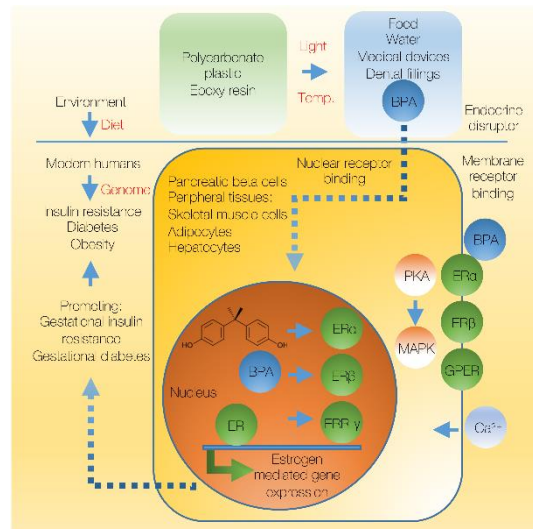 Polycarbonate
plastic
Epoxy resin
Light
Temp.
Food
Water
Medical devices
Dental fillings
BPA
Environment
Diet
Endocrine
disruptor
Modern humans
Genome
Insulin resistance
Diabetes
Obesity
Promoting:
Gestational insulin
resistance
Gestational diabetes
Nuclear receptor
binding
Membrane
receptor
binding
Pancreatic beta cells
Peripheral tissues:
Skeletal muscle cells
Adipocytes
Hepatocytes
BPA
PKA
ERα
ERβ
MAPK
GPER
Ca²⁺
HO
OH
ERα
BPA
ERβ
Nucleus
ER
ERR γ
Estrogen
mediated gene
expression